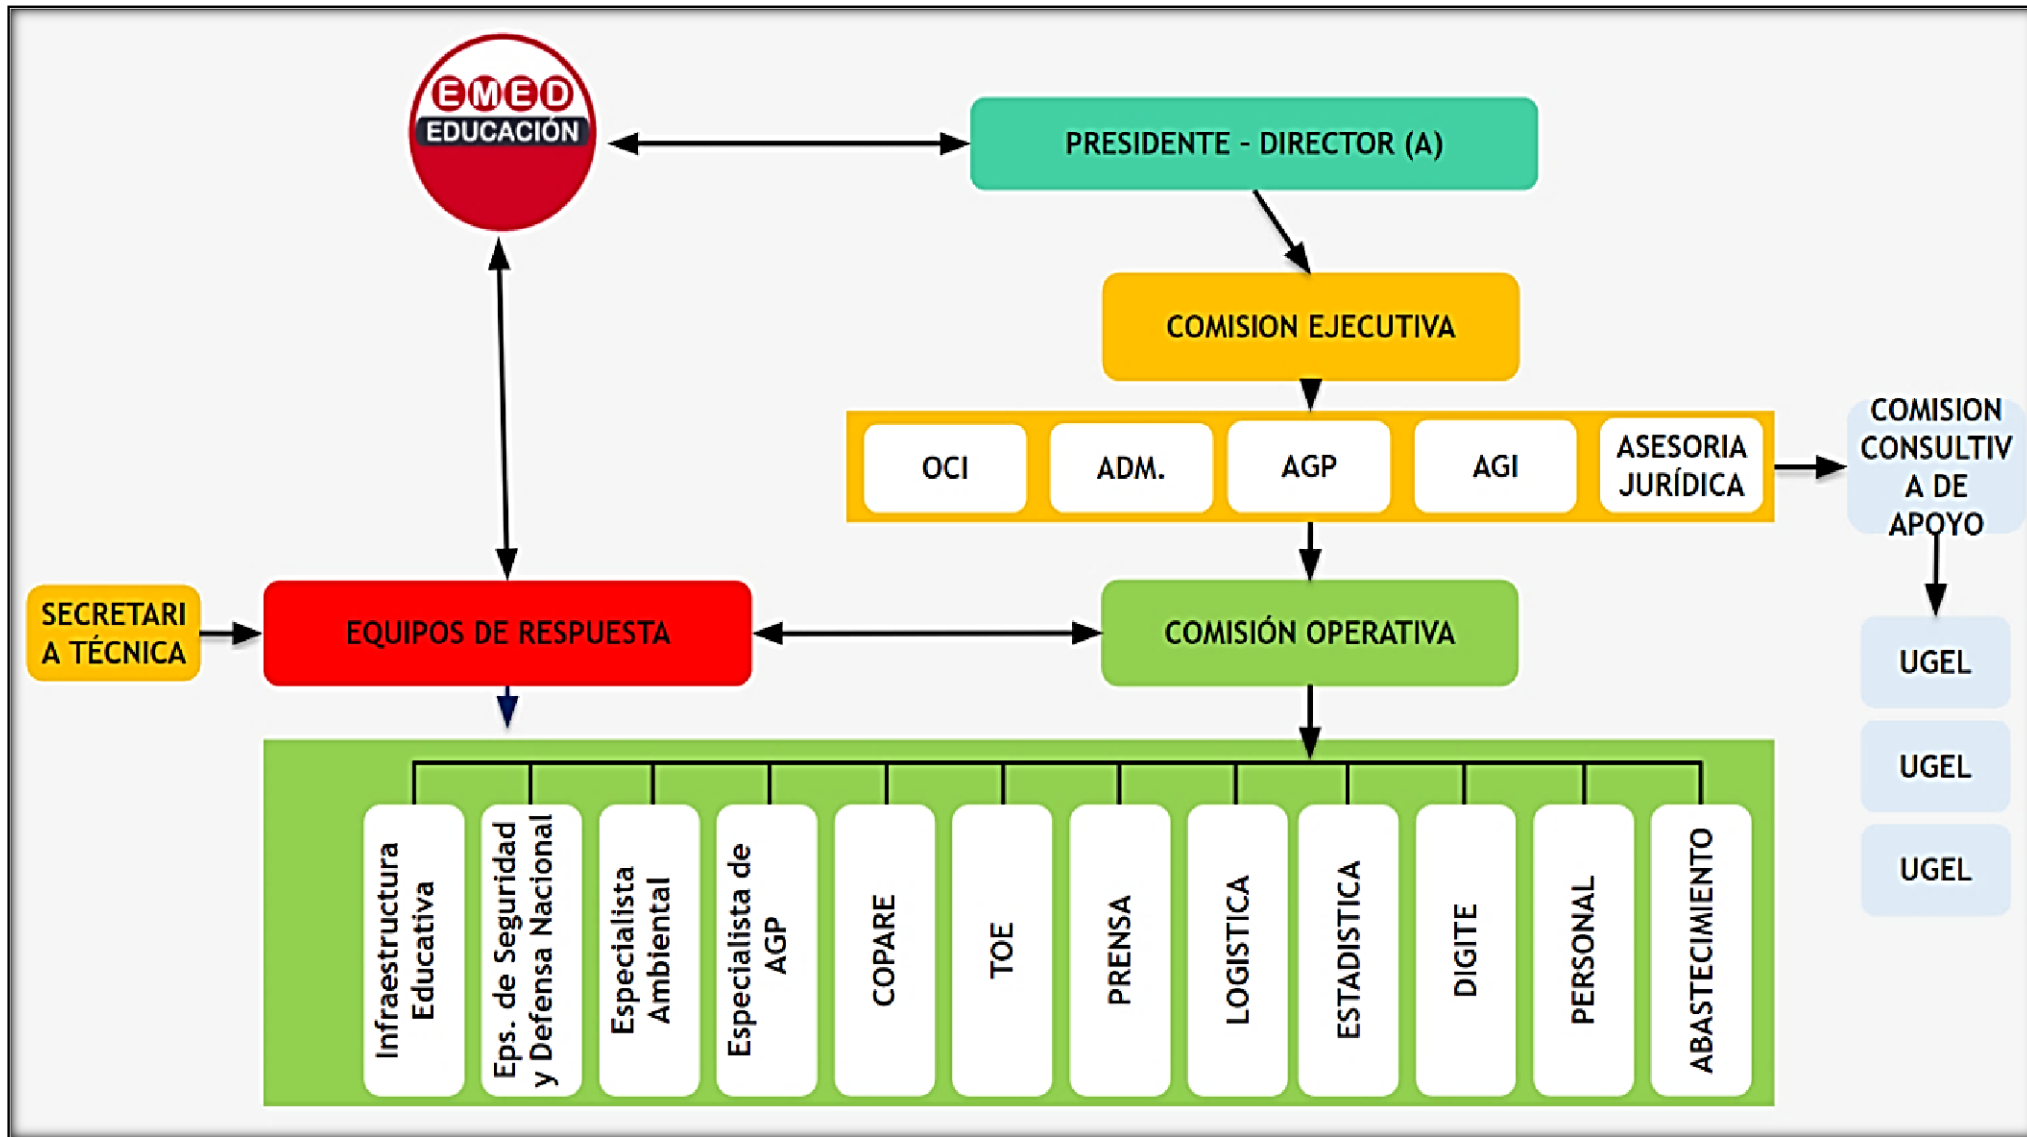 EMED
EDUCACIÓN
PRESIDENTE - DIRECTOR (A)
COMISION EJECUTIVA
OCI
ADM.
AGP
AGI
ASESORIA
JURÍDICA
COMISION
CONSULTIV
A DE
APOYO
SECRETARI
A TÉCNICA
EQUIPOS DE RESPUESTA
COMISIÓN OPERATIVA
UGEL
UGEL
UGEL
Infraestructura
Educativa
Eps. de Seguridad
y Defensa Nacional
Especialista
Ambiental
Especialista de
AGP
COPARE
TOE
PRENSA
LOGISTICA
ESTADISTICA
DIGITE
PERSONAL
ABASTECIMIENTO